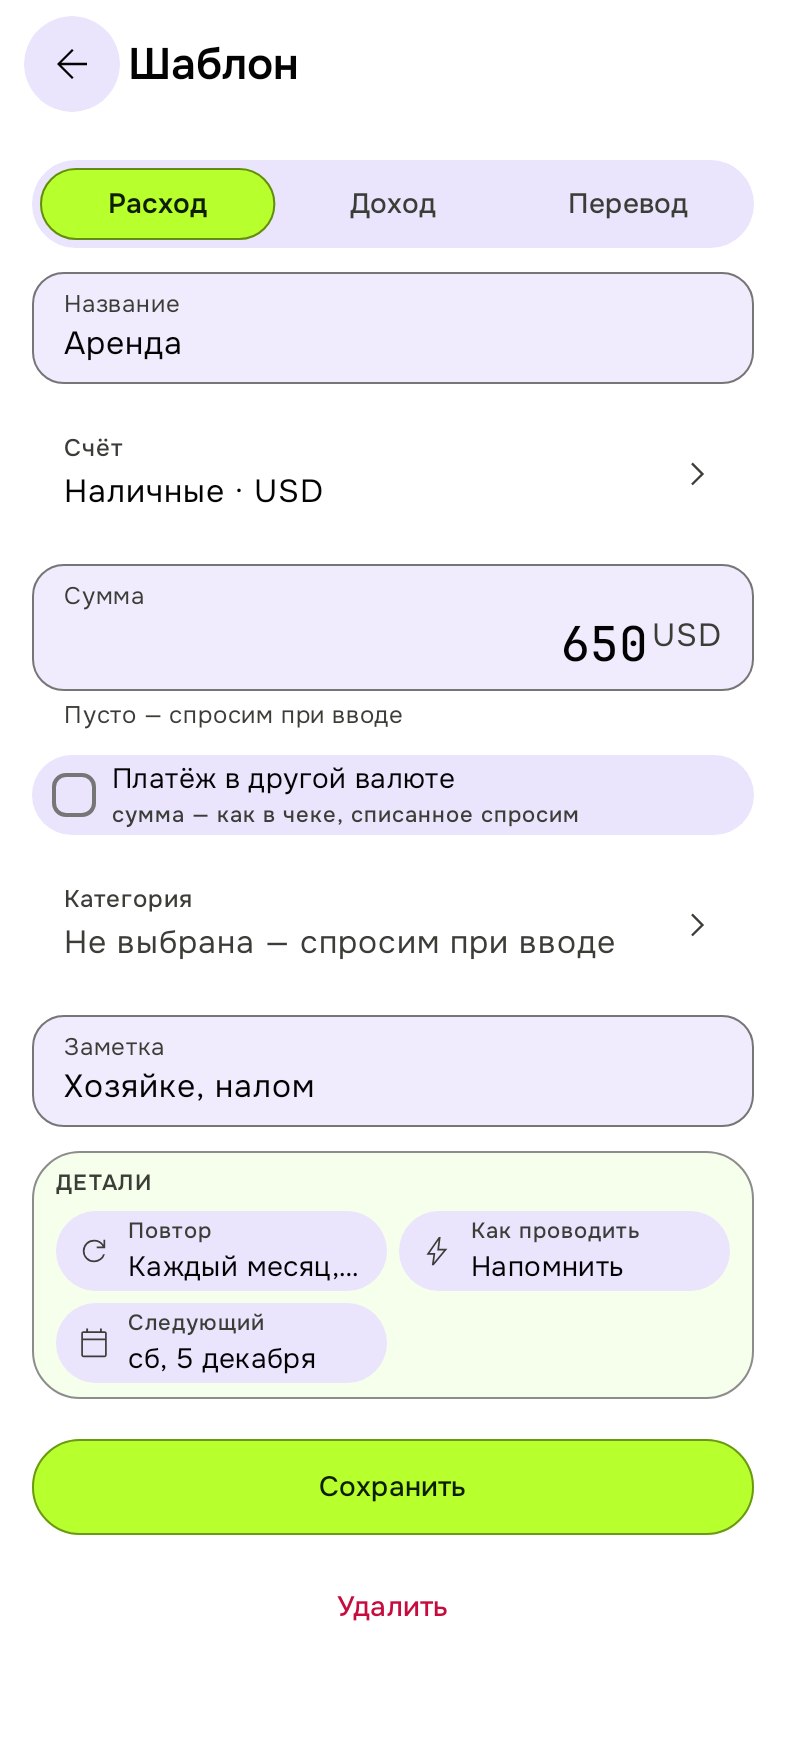 Шаблон
Расход
Доход
Перевод
Название
Аренда
Счёт
Наличные · USD
Сумма
650 USD
Пусто — спросим при вводе
Платёж в другой валюте
сумма — как в чеке, списанное спросим
Категория
Не выбрана — спросим при вводе
Заметка
Хозяйке, налом
ДЕТАЛИ
Повтор
Каждый месяц,...
Как проводить
Напомнить
Следующий
сб, 5 декабря
Сохранить
Удалить